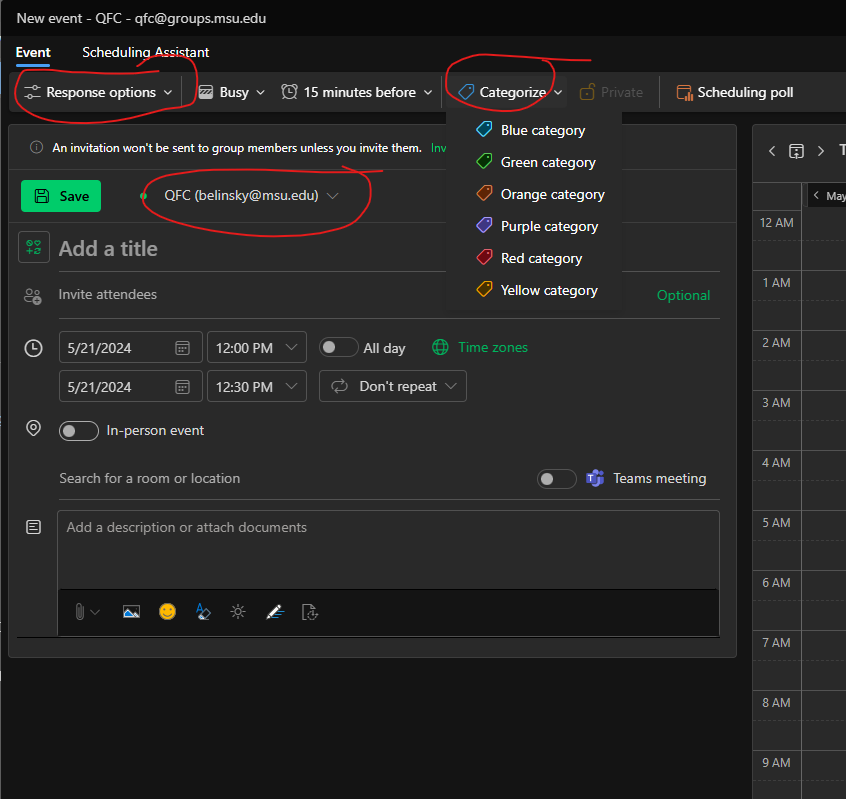 New event - QFC - qfc@groups.msu.edu
Event Scheduling Assistant
Response options Busy 15 minutes before Categorize Private Scheduling poll
Blue category
Green category
Orange category
Purple category
Red category
Yellow category
An invitation won't be sent to group members unless you invite them.
Save QFC (belinsky@msu.edu)
Add a title
Invite attendees Optional
5/21/2024 12:00 PM All day Time zones
5/21/2024 12:30 PM Don't repeat
In-person event
Search for a room or location Teams meeting
Add a description or attach documents
May
12 AM
1 AM
2 AM
3 AM
4 AM
5 AM
6 AM
7 AM
8 AM
9 AM